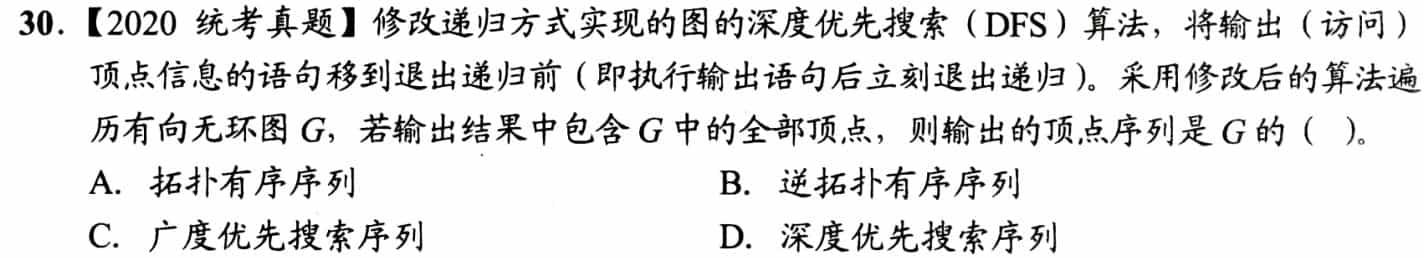 30.【2020 统考真题】修改递归方式实现的图的深度优先搜索（DFS）算法，将输出（访问）
顶点信息的语句移到退出递归前（即执行输出语句后立刻退出递归）。采用修改后的算法遍
历有向无环图 G，若输出结果中包含 G 中的全部顶点，则输出的顶点序列是 G 的（ ）。
A. 拓扑有序序列 B. 逆拓扑有序序列
C. 广度优先搜索序列 D. 深度优先搜索序列